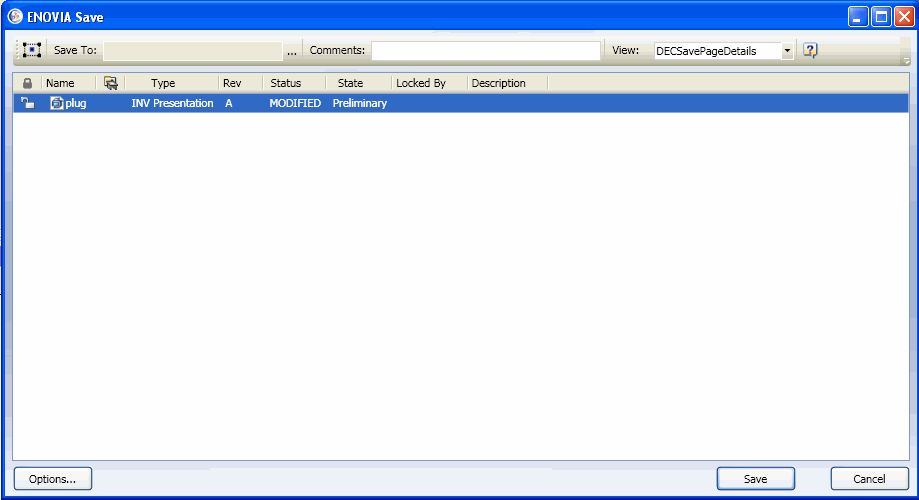 ENOVIA Save
Save To: ... Comments: View: DECSavePageDetails
Name Type Rev Status State Locked By Description
plug INV Presentation A MODIFIED Preliminary
Options... Save Cancel